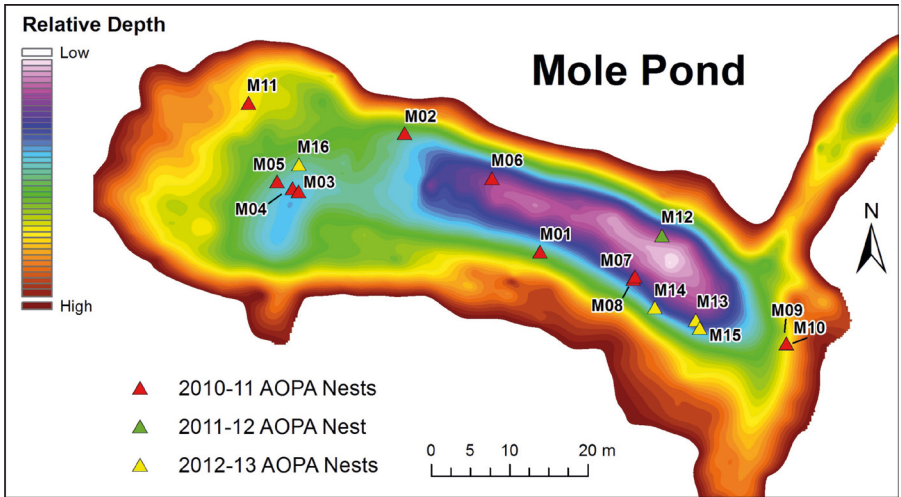 Relative Depth
Low
High
Mole Pond
M11
M02
M16
M05
M03
M04
M06
M12
M01
M07
M08
M14
M13
M15
M09
M10
N
2010-11 AOPA Nests
2011-12 AOPA Nest
2012-13 AOPA Nests
0 5 10 20 m